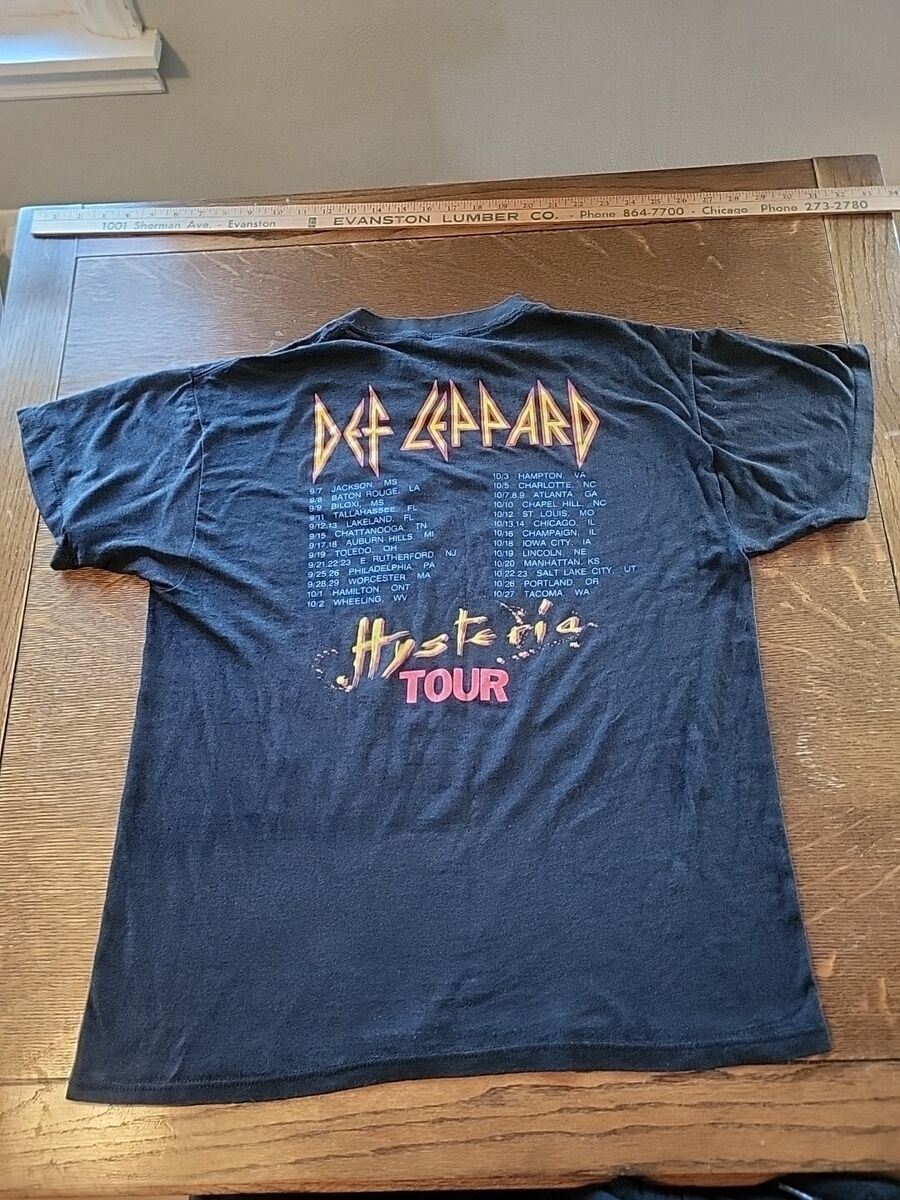 1001 Sherman Ave. - Evanston EVANSTON LUMBER CO. - Phone 864-7700 - Chicago Phone 273-2780
DEF LEPPARD
9/7 JACKSON, MS
9/8 BATON ROUGE, LA
9/9 BILOXI, MS
9/11 TALLAHASSEE, FL
9/12,13 LAKELAND, FL
9/15 CHATTANOOGA, TN
9/17,18 AUBURN HILLS, MI
9/19 TOLEDO, OH
9/21,22,23 E RUTHERFORD, NJ
9/25,26 PHILADELPHIA, PA
9/28,29 WORCESTER, MA
10/1 HAMILTON, ONT
10/2 WHEELING, WV
10/3 HAMPTON, VA
10/5 CHARLOTTE, NC
10/7,8,9 ATLANTA, GA
10/10 CHAPEL HILL, NC
10/12 ST. LOUIS, MO
10/13,14 CHICAGO, IL
10/16 CHAMPAIGN, IL
10/18 IOWA CITY, IA
10/19 LINCOLN, NE
10/20 MANHATTAN, KS
10/22,23 SALT LAKE CITY, UT
10/26 PORTLAND, OR
10/27 TACOMA, WA
Hysteria
TOUR